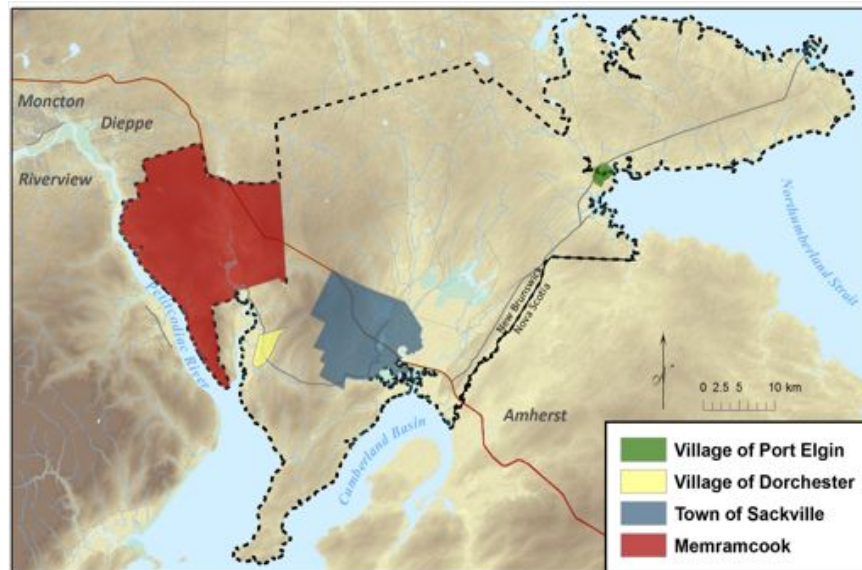 Moncton
Dieppe
Riverview
Petitcodiac River
Northumberland Strait
New Brunswick
Nova Scotia
Cumberland Basin
Amherst
N
0 2.5 5 10 km
Village of Port Elgin
Village of Dorchester
Town of Sackville
Memramcook